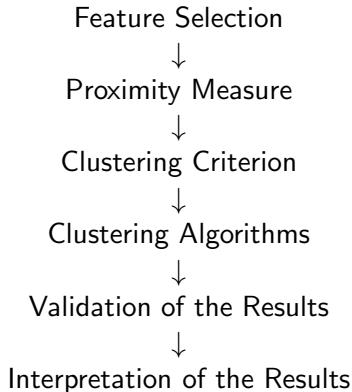 Feature Selection
↓
Proximity Measure
↓
Clustering Criterion
↓
Clustering Algorithms
↓
Validation of the Results
↓
Interpretation of the Results